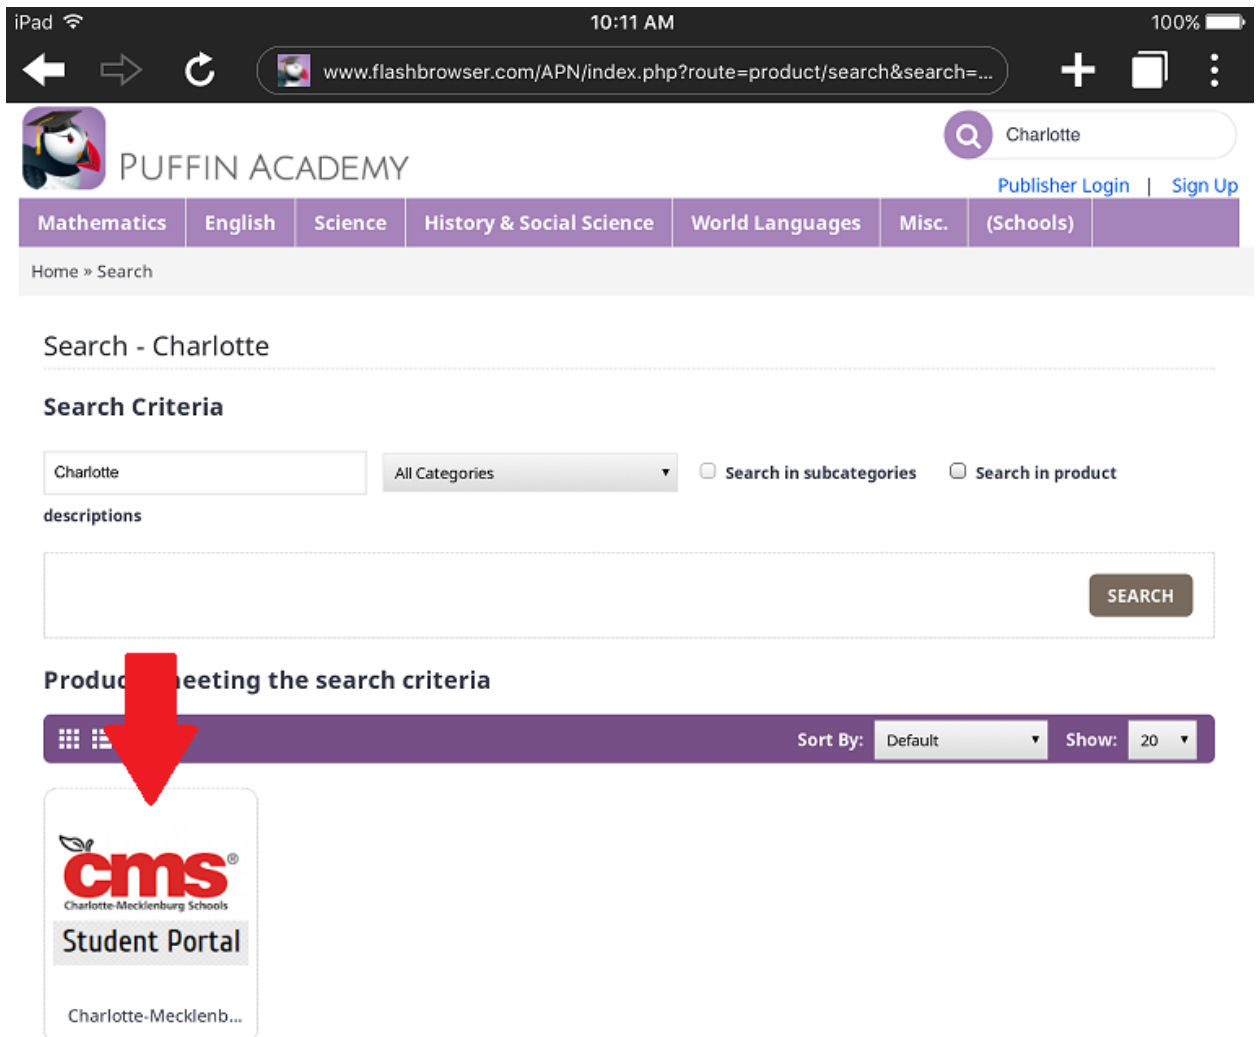 iPad 10:11 AM 100%
www.flashbrowser.com/APN/index.php?route=product/search&search=...
PUFFIN ACADEMY
Charlotte
Publisher Login | Sign Up
Mathematics English Science History & Social Science World Languages Misc. (Schools)
Home » Search
Search - Charlotte
Search Criteria
Charlotte All Categories Search in subcategories Search in product
descriptions
SEARCH
Produc eeting the search criteria
Sort By: Default Show: 20
cms®
Charlotte-Mecklenburg Schools
Student Portal
Charlotte-Mecklenb...